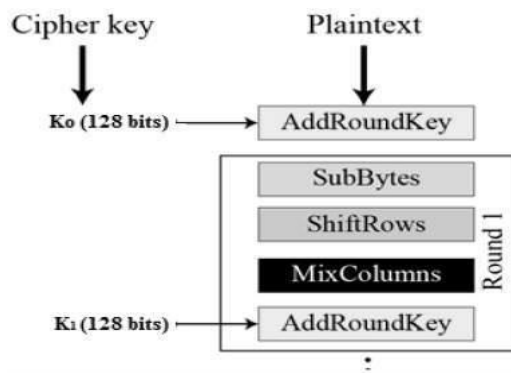 Cipher key
Plaintext
K0 (128 bits)
AddRoundKey
SubBytes
ShiftRows
MixColumns
Round 1
K1 (128 bits)
AddRoundKey